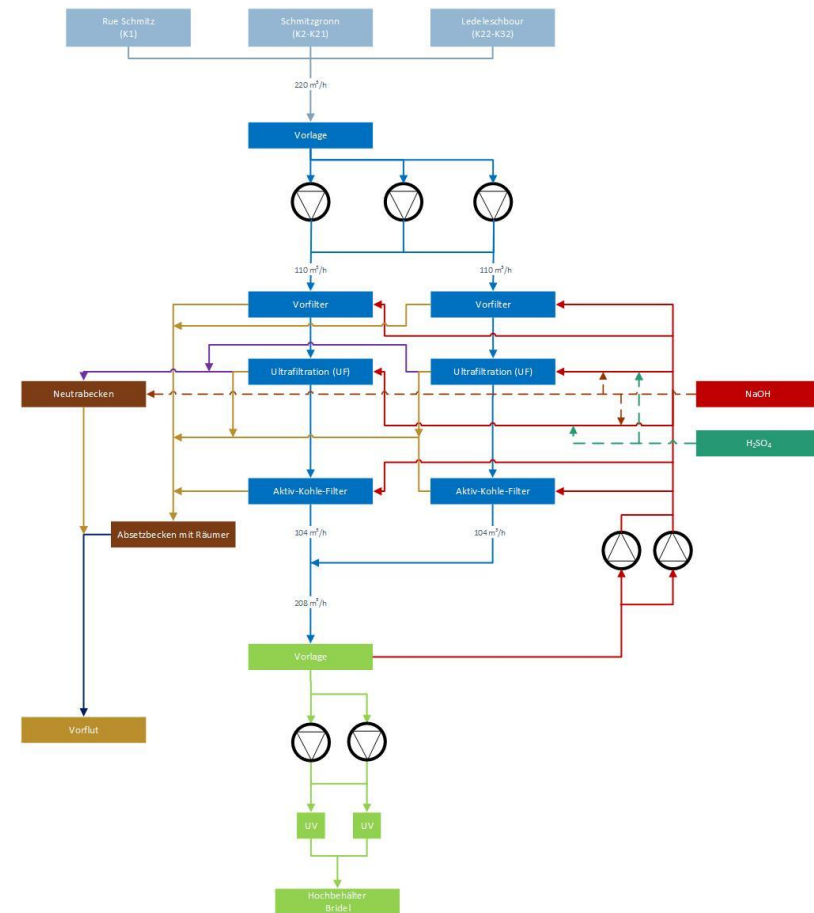 Rue Schmitz
(K1)
Schmitzgronn
(K2-K21)
Ledeleschbour
(K22-K32)
220 m³/h
Vorlage
110 m³/h
110 m³/h
Vorfilter
Vorfilter
Ultrafiltration (UF)
Ultrafiltration (UF)
Neutrabecken
NaOH
H₂SO₄
Aktiv-Kohle-Filter
Aktiv-Kohle-Filter
Absetzbecken mit Räumer
104 m³/h
104 m³/h
208 m³/h
Vorlage
Vorflut
UV
UV
Hochbehälter
Bridel